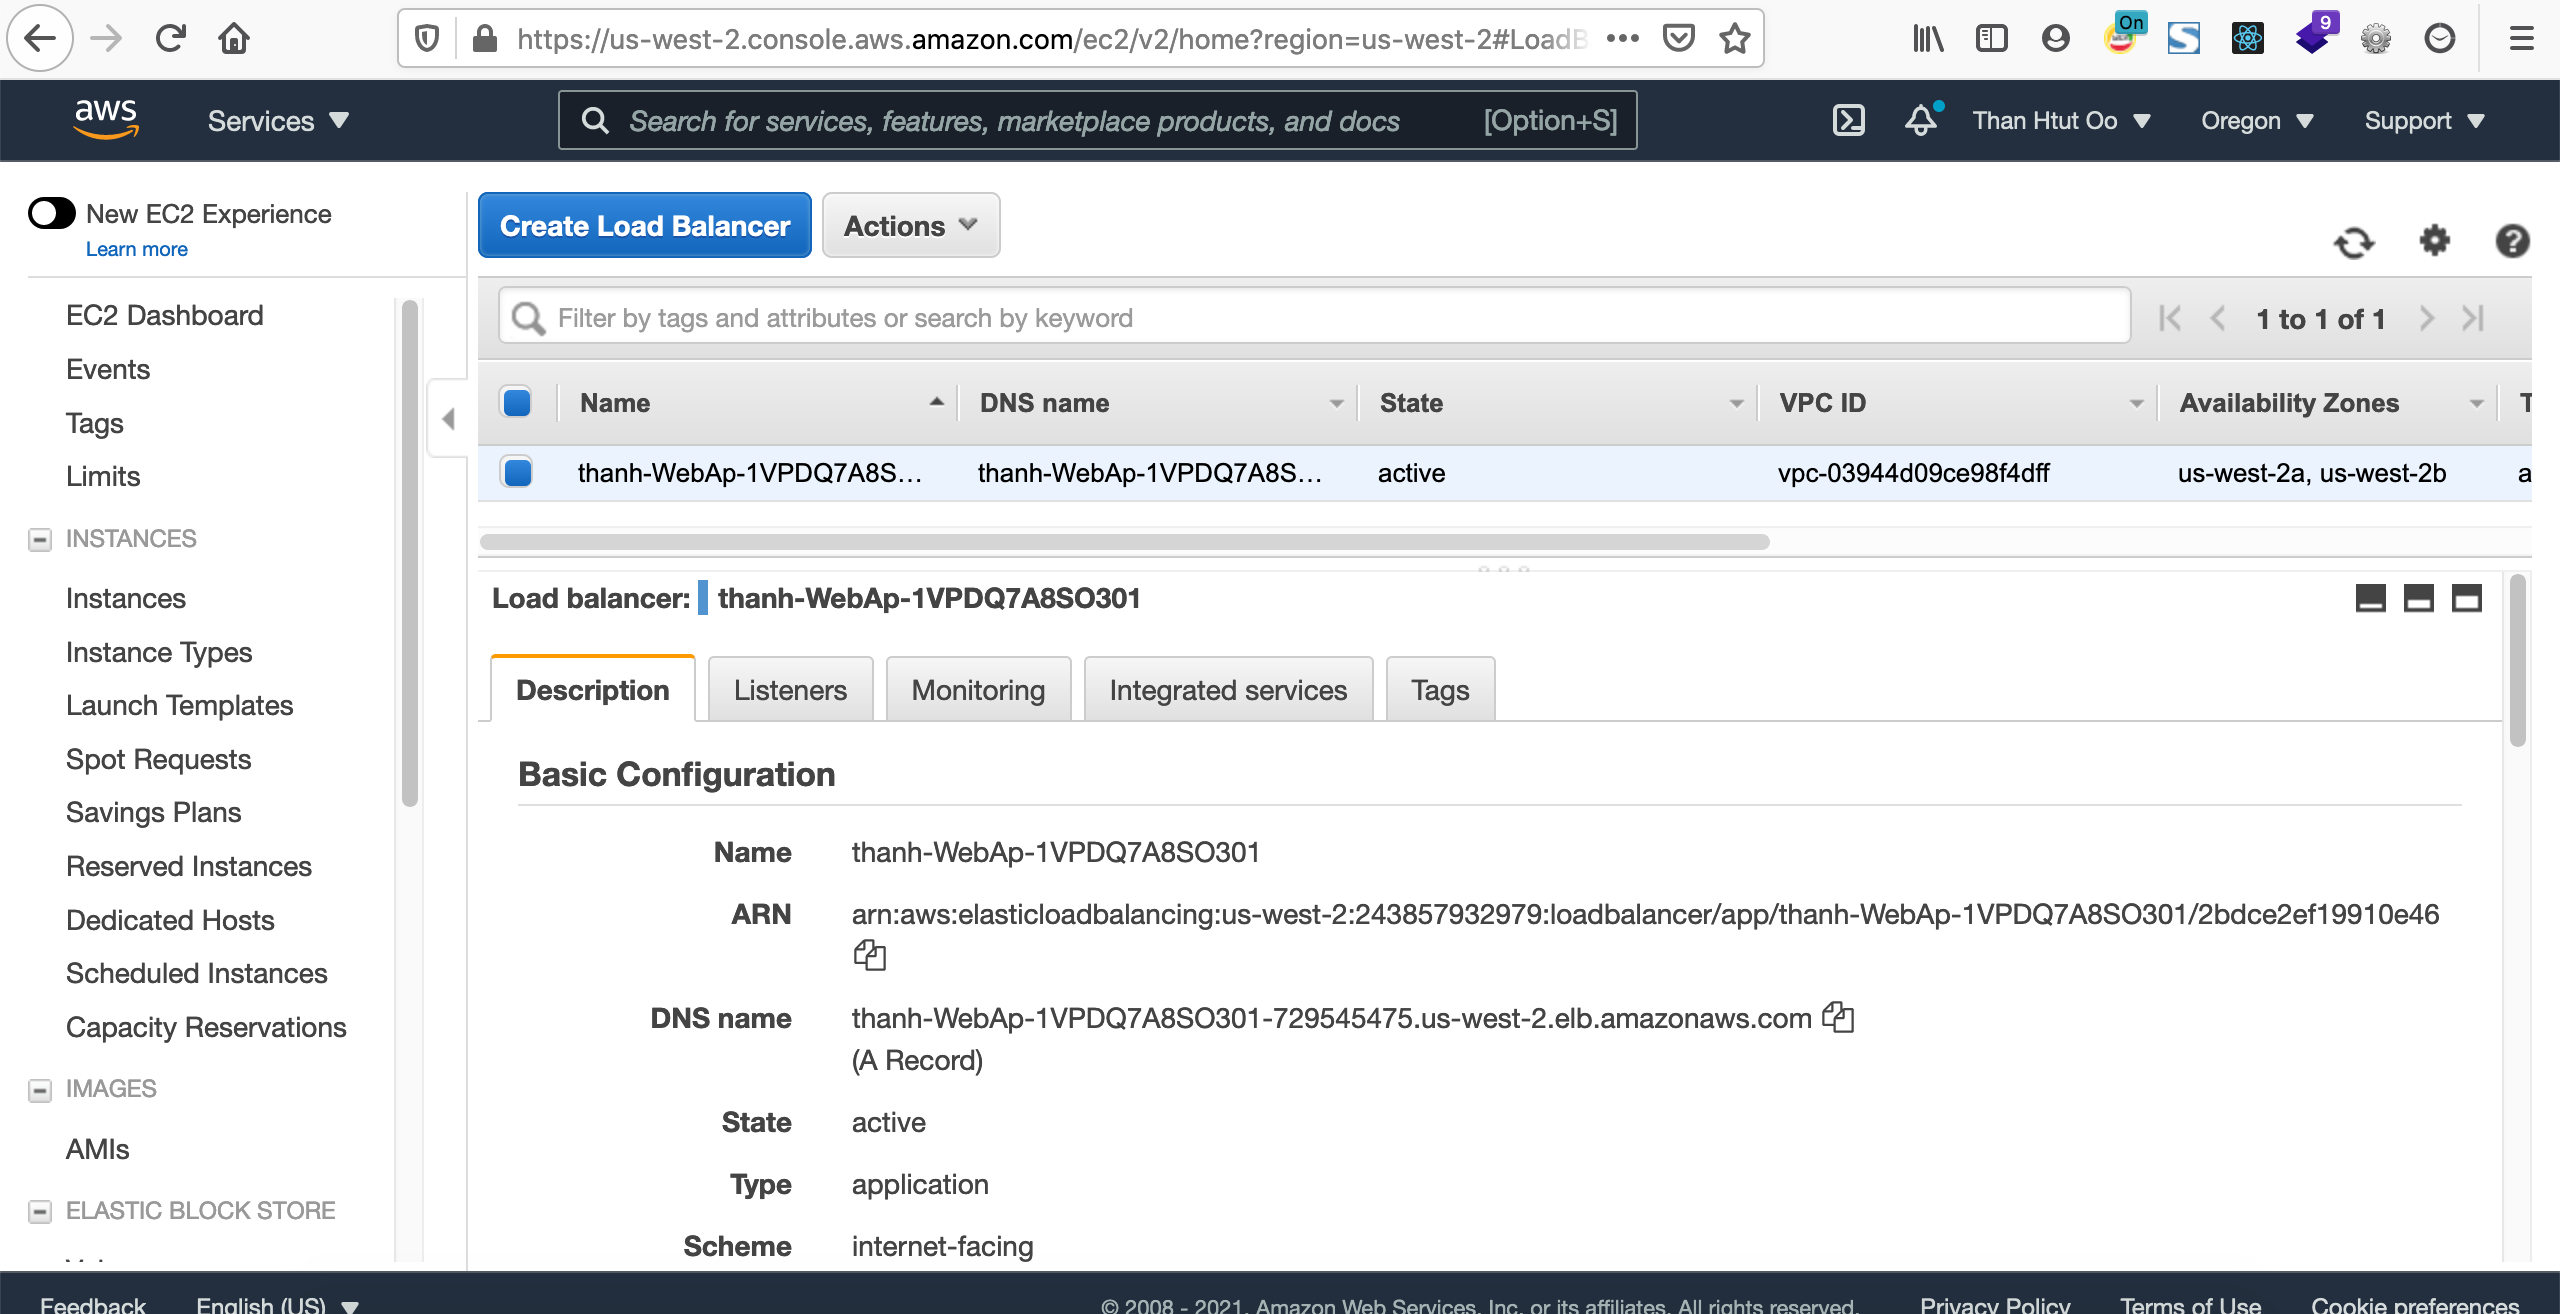 https://us-west-2.console.aws.amazon.com/ec2/v2/home?region=us-west-2#LoadB
On
9
aws
Services
Search for services, features, marketplace products, and docs [Option+S]
Than Htut Oo
Oregon
Support
New EC2 Experience
Learn more
EC2 Dashboard
Events
Tags
Limits
INSTANCES
Instances
Instance Types
Launch Templates
Spot Requests
Savings Plans
Reserved Instances
Dedicated Hosts
Scheduled Instances
Capacity Reservations
IMAGES
AMIs
ELASTIC BLOCK STORE
Create Load Balancer
Actions
Filter by tags and attributes or search by keyword
1 to 1 of 1
Name DNS name State VPC ID Availability Zones T
thanh-WebAp-1VPDQ7A8S... thanh-WebAp-1VPDQ7A8S... active vpc-03944d09ce98f4dff us-west-2a, us-west-2b a
Load balancer: thanh-WebAp-1VPDQ7A8SO301
Description Listeners Monitoring Integrated services Tags
Basic Configuration
Name thanh-WebAp-1VPDQ7A8SO301
ARN arn:aws:elasticloadbalancing:us-west-2:243857932979:loadbalancer/app/thanh-WebAp-1VPDQ7A8SO301/2bdce2ef19910e46
DNS name thanh-WebAp-1VPDQ7A8SO301-729545475.us-west-2.elb.amazonaws.com
(A Record)
State active
Type application
Scheme internet-facing
Feedback English (US) © 2008 - 2021, Amazon Web Services, Inc. or its affiliates. All rights reserved. Privacy Policy Terms of Use Cookie preferences